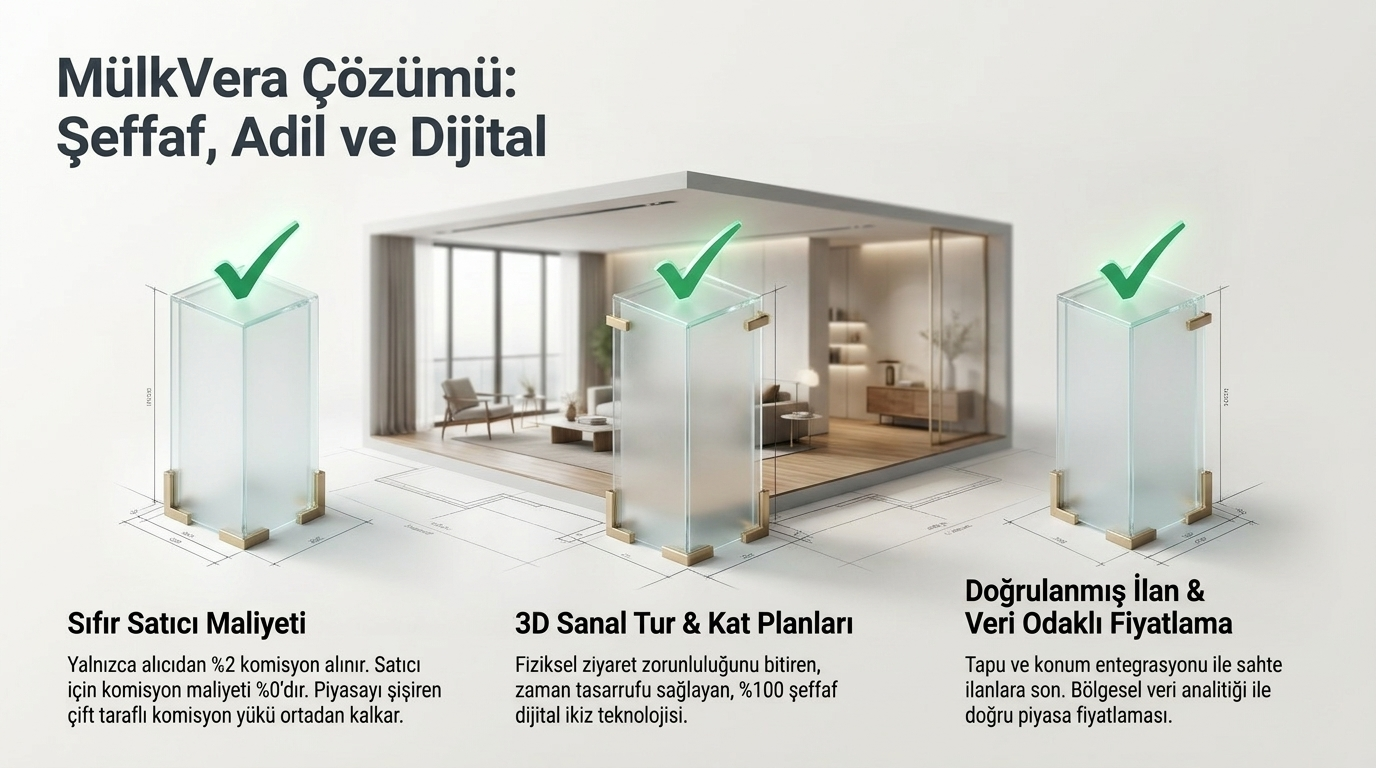 MülkVera Çözümü:
Şeffaf, Adil ve Dijital
Sıfır Satıcı Maliyeti
Yalnızca alıcıdan %2 komisyon alınır. Satıcı
için komisyon maliyeti %0'dır. Piyasayı şişiren
çift taraflı komisyon yükü ortadan kalkar.
3D Sanal Tur & Kat Planları
Fiziksel ziyaret zorunluluğunu bitiren,
zaman tasarrufu sağlayan, %100 şeffaf
dijital ikiz teknolojisi.
Doğrulanmış İlan &
Veri Odaklı Fiyatlama
Tapu ve konum entegrasyonu ile sahte
ilanlara son. Bölgesel veri analitiği ile
doğru piyasa fiyatlaması.